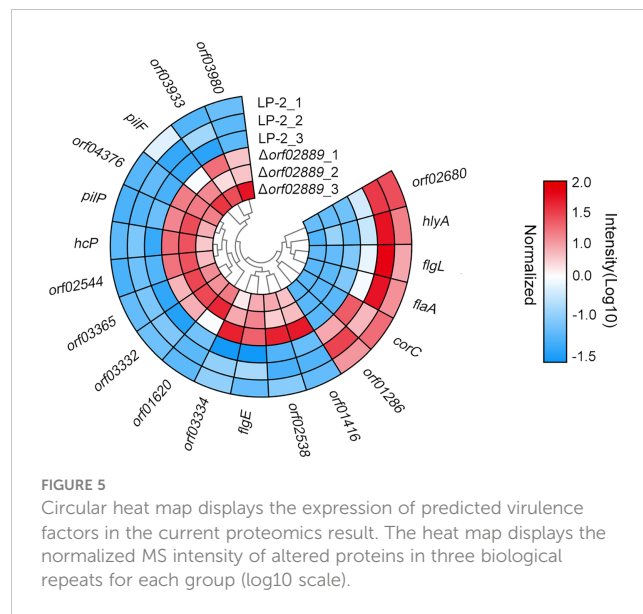 orf03980
orf03933
pilF
orf04376
pilP
hcP
orf02544
orf03365
orf03332
orf01620
orf03334
flgE
orf02538
orf01416
orf01286
corC
flaA
flgL
hlyA
orf02680
LP-2_1
LP-2_2
LP-2_3
Δorf02889_1
Δorf02889_2
Δorf02889_3
Normalized
2.0
1.0
0.0
-1.0
-1.5
Intensity(Log10)
FIGURE 5
Circular heat map displays the expression of predicted virulence
factors in the current proteomics result. The heat map displays the
normalized MS intensity of altered proteins in three biological
repeats for each group (log10 scale).